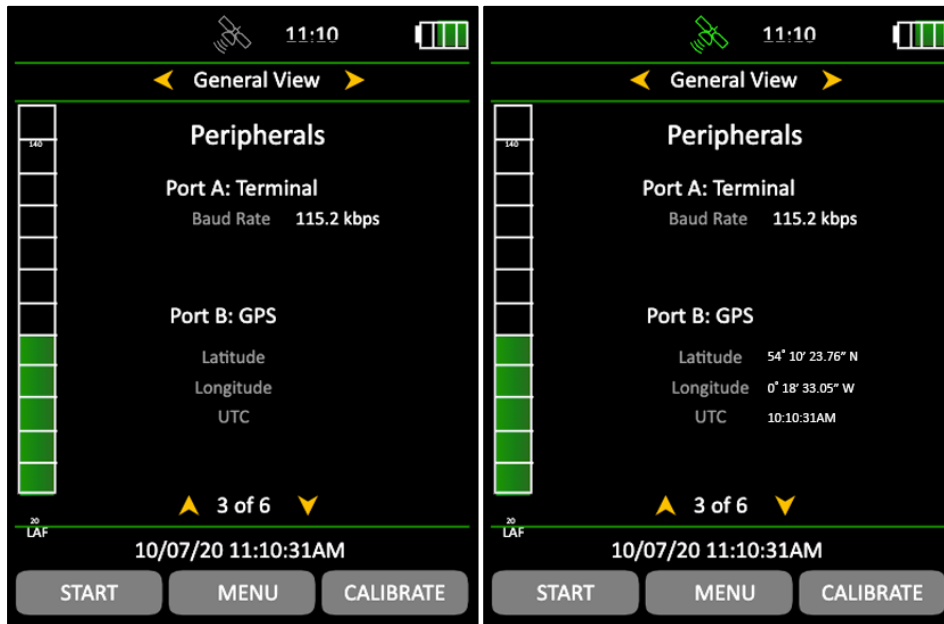 11:10
General View
Peripherals
140
Port A: Terminal
Baud Rate 115.2 kbps
Port B: GPS
Latitude
Longitude
UTC
3 of 6
20
LAF
10/07/20 11:10:31AM
START MENU CALIBRATE
11:10
General View
Peripherals
140
Port A: Terminal
Baud Rate 115.2 kbps
Port B: GPS
Latitude 54° 10′ 23.76″ N
Longitude 0° 18′ 33.05″ W
UTC 10:10:31AM
3 of 6
20
LAF
10/07/20 11:10:31AM
START MENU CALIBRATE